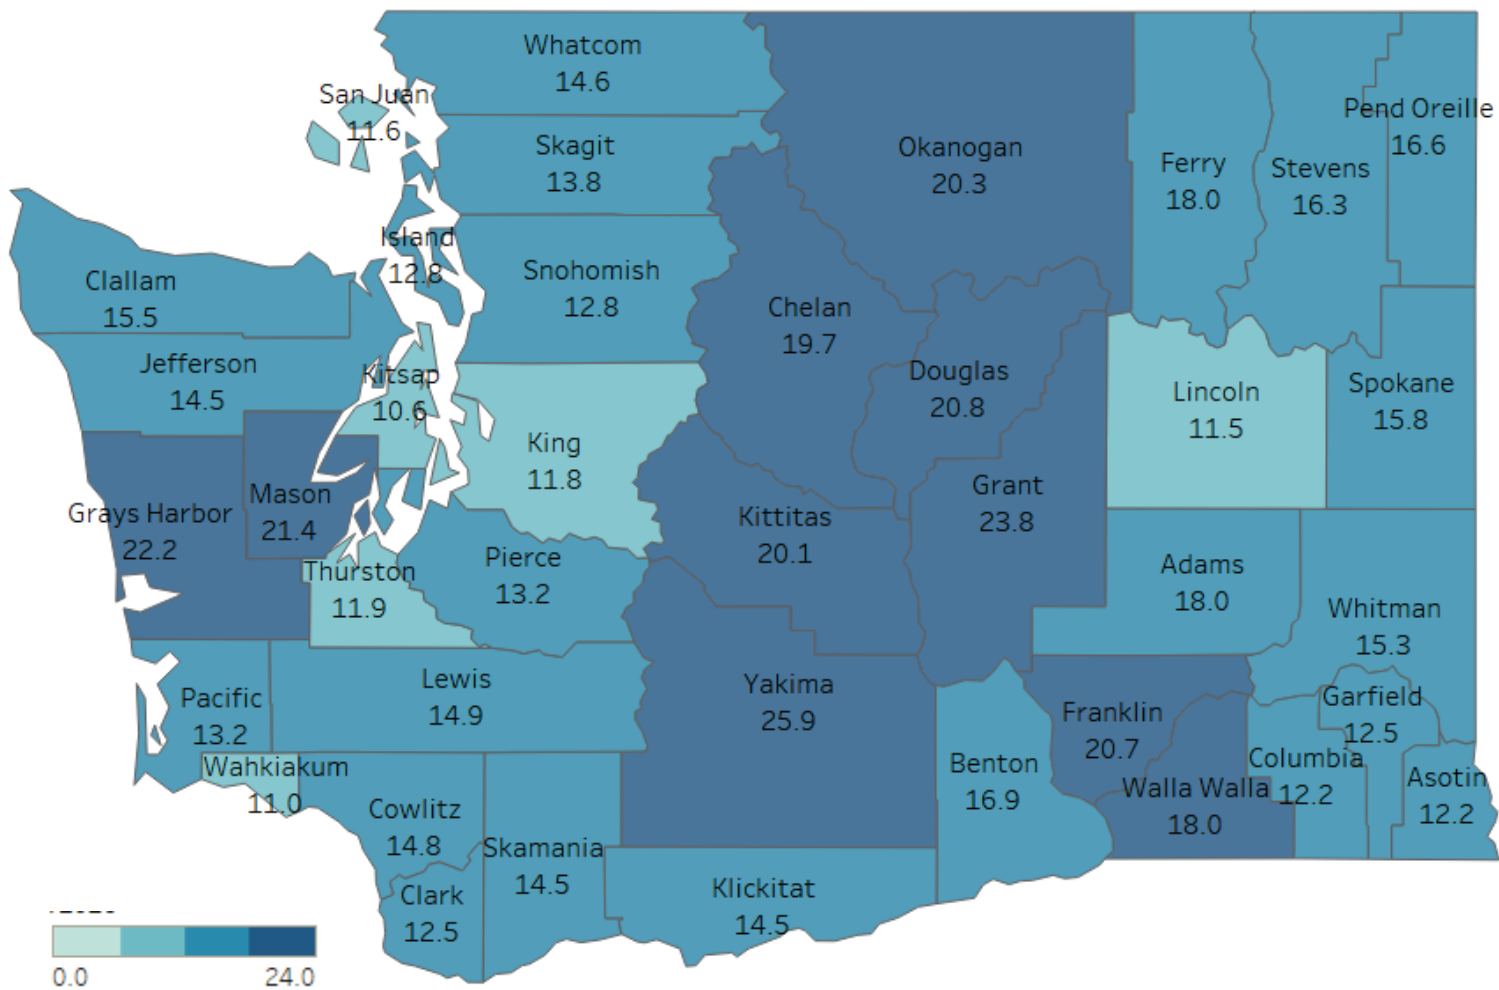 Whatcom
14.6
San Juan
11.6
Skagit
13.8
Okanogan
20.3
Ferry
18.0
Stevens
16.3
Pend Oreille
16.6
Island
12.8
Snohomish
12.8
Clallam
15.5
Chelan
19.7
Jefferson
14.5
Kitsap
10.6
Douglas
20.8
Lincoln
11.5
Spokane
15.8
King
11.8
Grays Harbor
22.2
Mason
21.4
Kittitas
20.1
Grant
23.8
Thurston
11.9
Pierce
13.2
Adams
18.0
Whitman
15.3
Pacific
13.2
Lewis
14.9
Yakima
25.9
Franklin
20.7
Garfield
12.5
Wahkiakum
11.0
Benton
16.9
Walla Walla
18.0
Columbia
12.2
Asotin
12.2
Cowlitz
14.8
Skamania
14.5
Clark
12.5
Klickitat
14.5
0.0 24.0